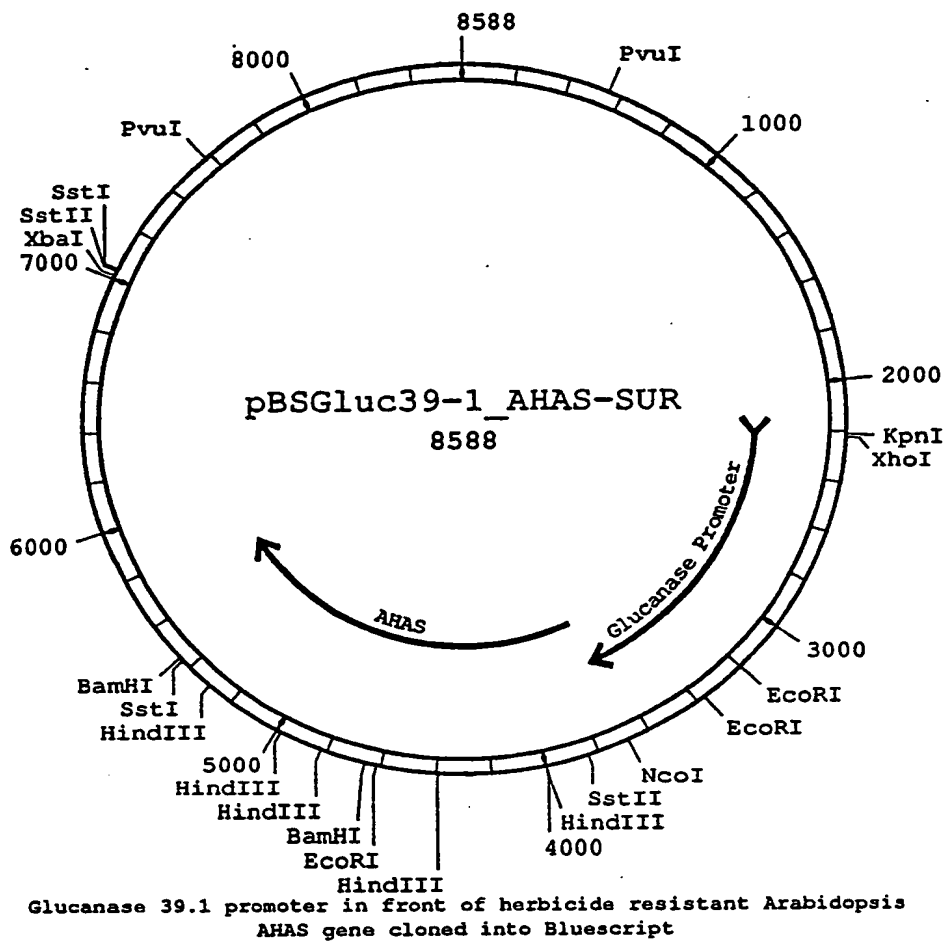 8588
PvuI
8000
1000
PvuI
SstI
SstII
XbaI
7000
2000
pBSGluc39-1_AHAS-SUR
8588
KpnI
XhoI
Glucanase Promoter
6000
AHAS
3000
BamHI
SstI
HindIII
EcoRI
EcoRI
5000
HindIII
HindIII
BamHI
EcoRI
HindIII
NcoI
SstII
HindIII
4000
Glucanase 39.1 promoter in front of herbicide resistant Arabidopsis
AHAS gene cloned into Bluescript